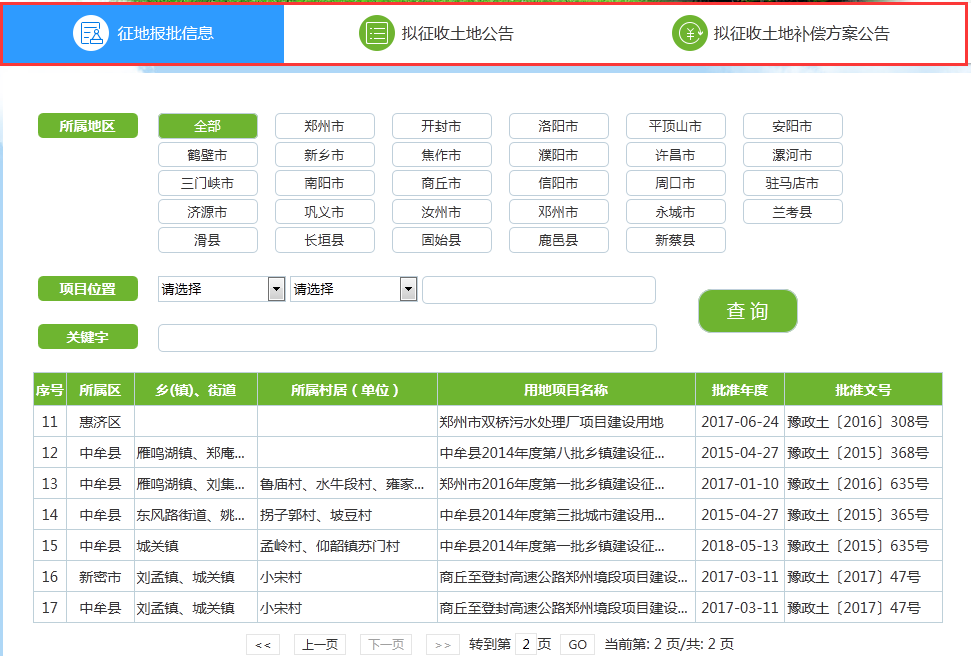 征地报批信息 拟征收土地公告 拟征收土地补偿方案公告
所属地区 全部 郑州市 开封市 洛阳市 平顶山市 安阳市
鹤壁市 新乡市 焦作市 濮阳市 许昌市 漯河市
三门峡市 南阳市 商丘市 信阳市 周口市 驻马店市
济源市 巩义市 汝州市 邓州市 永城市 兰考县
滑县 长垣县 固始县 鹿邑县 新蔡县
项目位置 请选择 请选择
查询
关键字
序号 所属区 乡(镇)、街道 所属村居（单位） 用地项目名称 批准年度 批准文号
11 惠济区 郑州市双桥污水处理厂项目建设用地 2017-06-24 豫政土〔2016〕308号
12 中牟县 雁鸣湖镇、郑庵... 中牟县2014年度第八批乡镇建设征... 2015-04-27 豫政土〔2015〕368号
13 中牟县 雁鸣湖镇、刘集... 鲁庙村、水牛段村、雍家... 郑州市2016年度第一批乡镇建设征... 2017-01-10 豫政土〔2016〕635号
14 中牟县 东风路街道、姚... 拐子郭村、坡豆村 中牟县2014年度第三批城市建设用... 2015-04-27 豫政土〔2015〕365号
15 中牟县 城关镇 孟岭村、仰韶镇苏门村 中牟县2014年度第一批乡镇建设征... 2018-05-13 豫政土〔2015〕635号
16 新密市 刘孟镇、城关镇 小宋村 商丘至登封高速公路郑州境段项目建设... 2017-03-11 豫政土〔2017〕47号
17 中牟县 刘孟镇、城关镇 小宋村 商丘至登封高速公路郑州境段项目建设... 2017-03-11 豫政土〔2017〕47号
<< 上一页 下一页 >> 转到第 2 页 GO 当前第: 2 页/共: 2 页